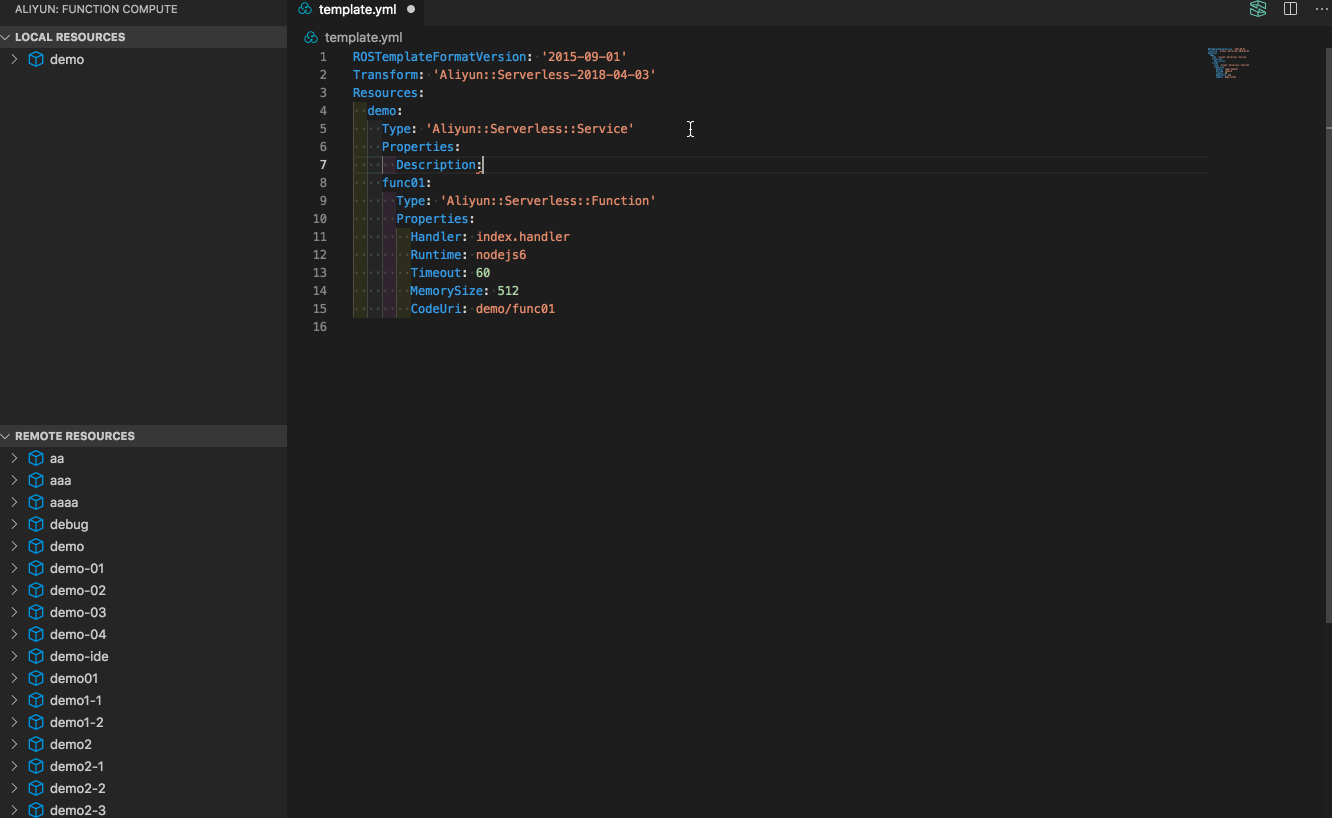 ALIYUN: FUNCTION COMPUTE
LOCAL RESOURCES
demo
REMOTE RESOURCES
aa
aaa
aaaa
debug
demo
demo-01
demo-02
demo-03
demo-04
demo-ide
demo01
demo1-1
demo1-2
demo2
demo2-1
demo2-2
demo2-3
template.yml
template.yml
1 ROSTemplateFormatVersion: '2015-09-01'
2 Transform: 'Aliyun::Serverless-2018-04-03'
3 Resources:
4   demo:
5     Type: 'Aliyun::Serverless::Service'
6     Properties:
7       Description:
8     func01:
9       Type: 'Aliyun::Serverless::Function'
10       Properties:
11         Handler: index.handler
12         Runtime: nodejs6
13         Timeout: 60
14         MemorySize: 512
15         CodeUri: demo/func01
16